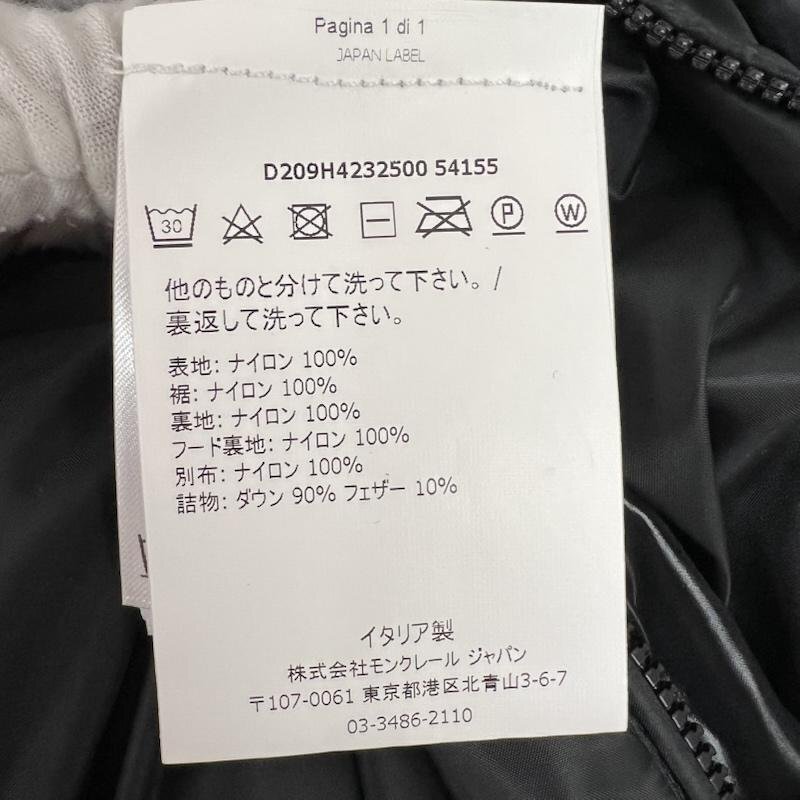 Pagina 1 di 1
JAPAN LABEL
D209H4232500 54155
30 P W
他のものと分けて洗って下さい。/
裏返して洗って下さい。
表地: ナイロン 100%
裾: ナイロン 100%
裏地: ナイロン 100%
フード裏地: ナイロン 100%
別布: ナイロン 100%
詰物: ダウン 90% フェザー 10%
イタリア製
株式会社モンクレール ジャパン
〒107-0061 東京都港区北青山3-6-7
03-3486-2110